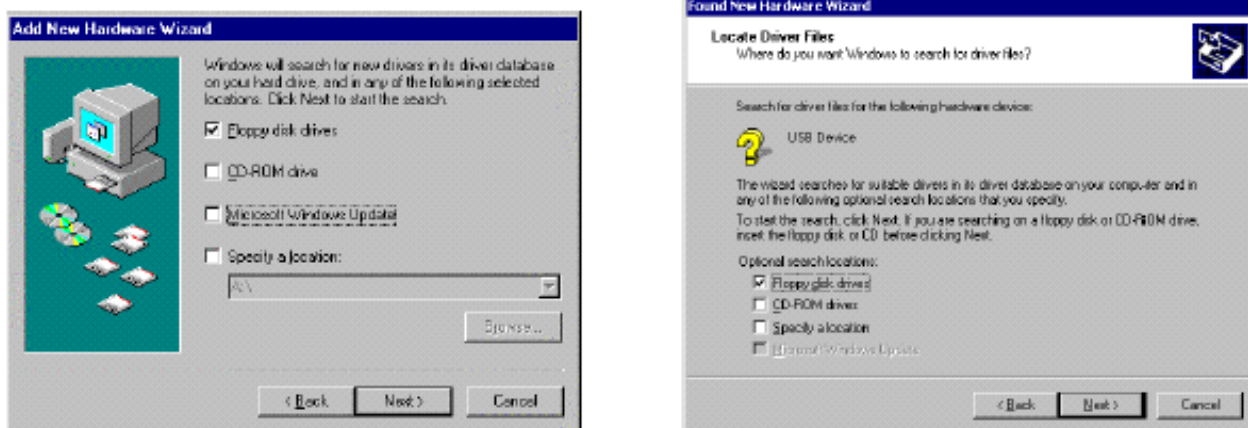 Add New Hardware Wizard
Windows will search for new drivers in its driver database
on your hard drive, and in any of the following selected
locations. Click Next to start the search.
Floppy disk drives
CD-ROM drive
Microsoft Windows Update
Specify a location:
A:\
Browse...
< Back
Next >
Cancel
Found New Hardware Wizard
Locate Driver Files
Where do you want Windows to search for driver files?
Search for driver files for the following hardware device:
USB Device
The wizard searches for suitable drivers in its driver database on your computer and in
any of the following optional search locations that you specify.
To start the search, click Next. If you are searching on a floppy disk or CD-ROM drive,
insert the floppy disk or CD before clicking Next.
Optional search locations:
Floppy disk drives
CD-ROM drives
Specify a location
Microsoft Windows Update
< Back
Next >
Cancel